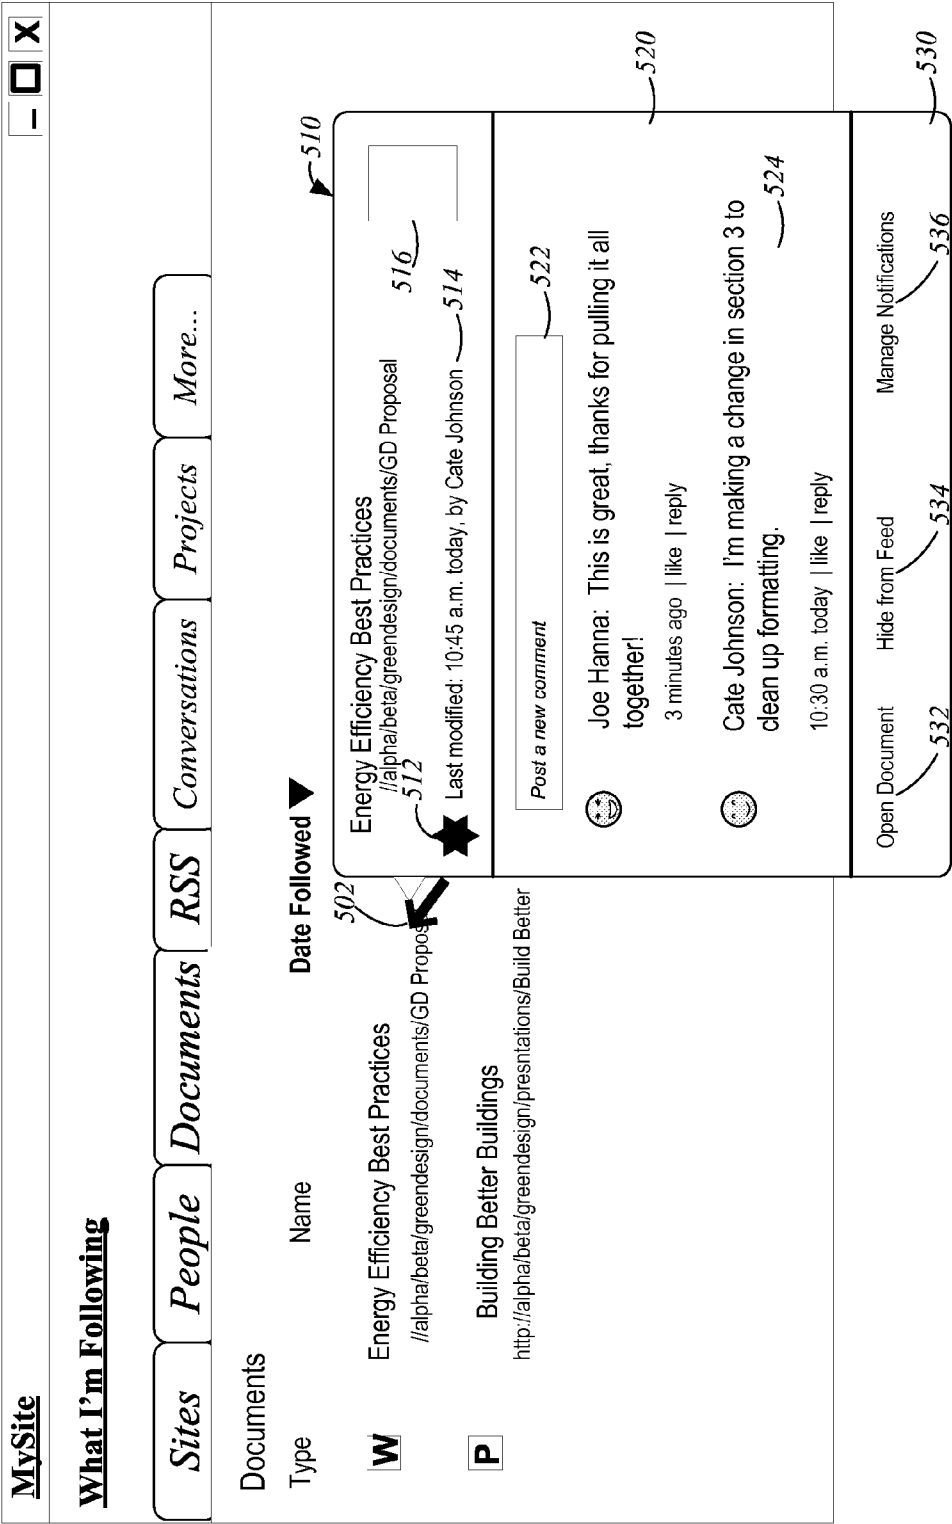 MySite
– X
What I'm Following
Sites People Documents RSS Conversations Projects More...
Documents
Type Name Date Followed ▼
510
W Energy Efficiency Best Practices
//alpha/beta/greendesign/documents/GD Propos
502
P Building Better Buildings
http://alpha/beta/greendesign/presntations/Build Better
Energy Efficiency Best Practices
//alpha/beta/greendesign/documents/GD Proposal
516
512
Last modified: 10:45 a.m. today, by Cate Johnson
514
Post a new comment
522
520
Joe Hanna: This is great, thanks for pulling it all
together!
3 minutes ago | like | reply
Cate Johnson: I'm making a change in section 3 to
clean up formatting.
524
10:30 a.m. today | like | reply
Open Document Hide from Feed Manage Notifications
530
532 534 536